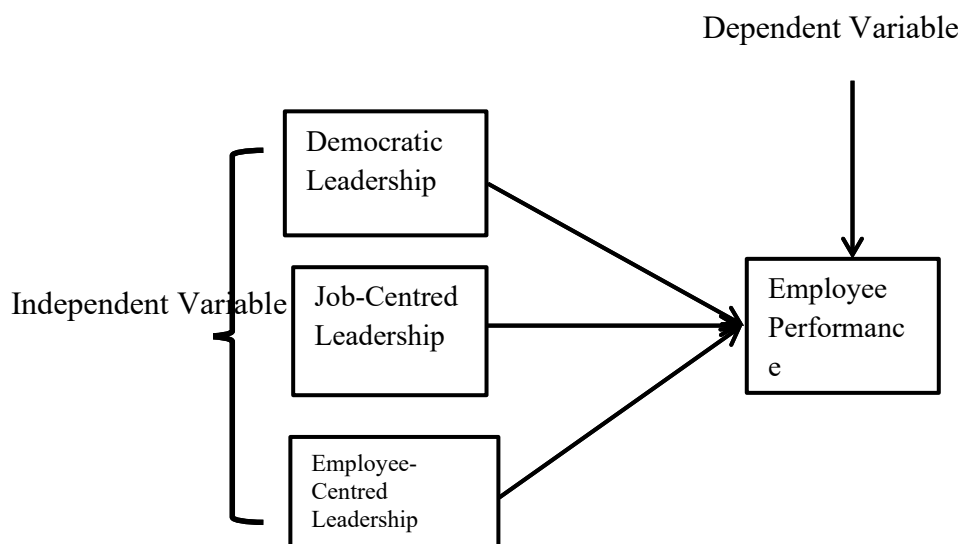 Dependent Variable
Democratic
Leadership
Independent Variable
Job-Centred
Leadership
Employee
Performanc
e
Employee-
Centred
Leadership